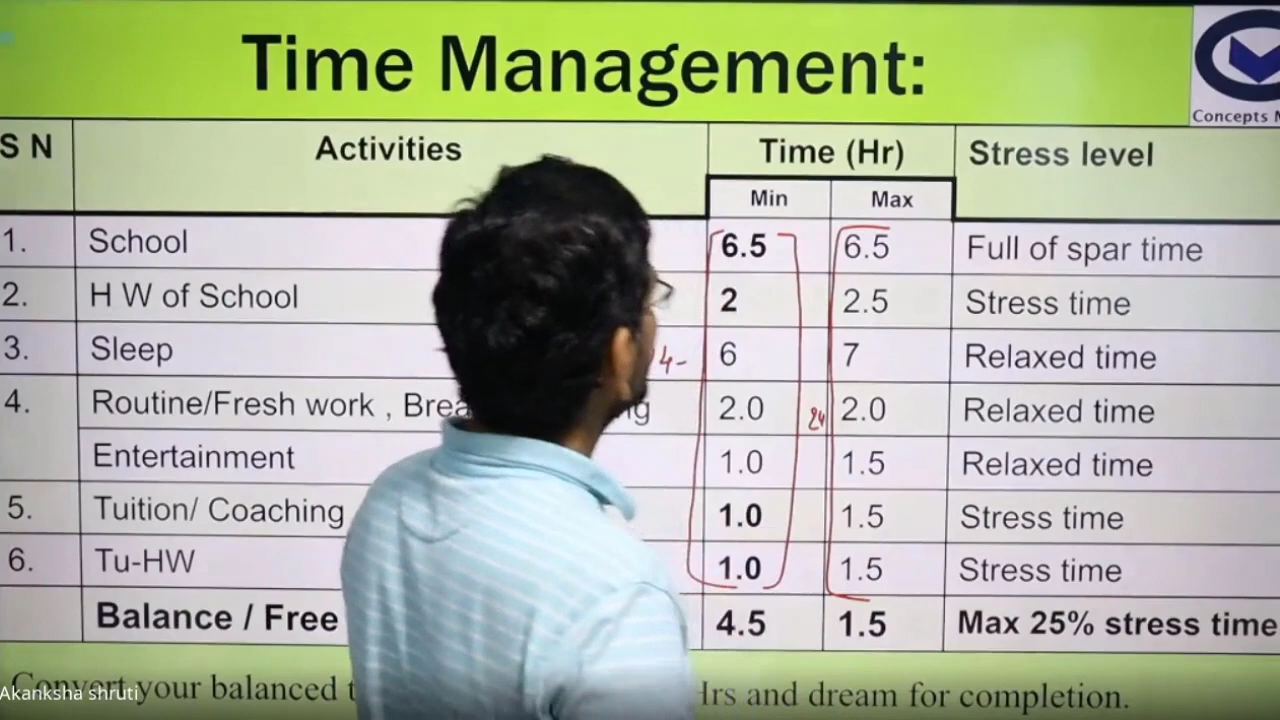 Time Management:
Concepts
S N Activities Time (Hr) Stress level
Min Max
1. School 6.5 6.5 Full of spar time
2. H W of School 2 2.5 Stress time
3. Sleep 4- 6 7 Relaxed time
4. Routine/Fresh work , 2.0 24 2.0 Relaxed time
Entertainment 1.0 1.5 Relaxed time
5. Tuition/ Coaching 1.0 1.5 Stress time
6. Tu-HW 1.0 1.5 Stress time
Balance / Free 4.5 1.5 Max 25% stress time
Convert your balanced Hrs and dream for completion.
Akanksha shruti